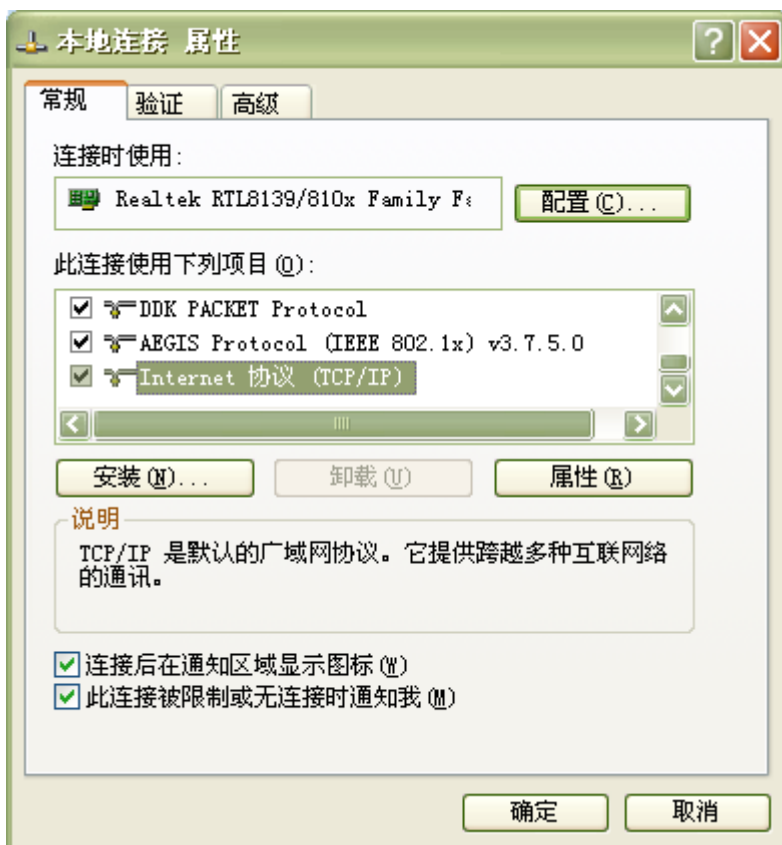 本地连接 属性
常规 验证 高级
连接时使用:
Realtek RTL8139/810x Family Fa
配置(C)...
此连接使用下列项目(O):
DDK PACKET Protocol
AEGIS Protocol (IEEE 802.1x) v3.7.5.0
Internet 协议 (TCP/IP)
安装(N)... 卸载(U) 属性(R)
说明
TCP/IP 是默认的广域网协议。它提供跨越多种互联网络
的通讯。
连接后在通知区域显示图标(W)
此连接被限制或无连接时通知我(M)
确定 取消